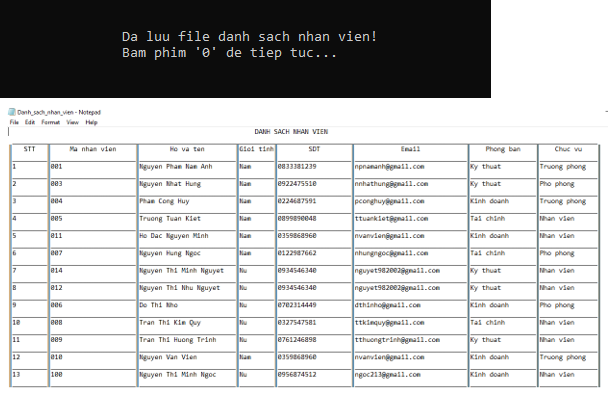 Da luu file danh sach nhan vien!
Bam phim '0' de tiep tuc...
Danh_sach_nhan_vien - Notepad
File Edit Format View Help
DANH SACH NHAN VIEN
STT Ma nhan vien Ho va ten Gioi tinh SDT Email Phong ban Chuc vu
1 001 Nguyen Pham Nam Anh Nam 0833381239 npnamanh@gmail.com Ky thuat Truong phong
2 003 Nguyen Nhat Hung Nam 0922475510 nnhathung@gmail.com Ky thuat Pho phong
3 004 Pham Cong Huy Nam 0224687591 pconghuy@gmail.com Kinh doanh Truong phong
4 005 Truong Tuan Kiet Nam 0899890048 ttuankiet@gmail.com Tai chinh Nhan vien
5 011 Ho Dac Nguyen Minh Nam 0359868960 nvanvien@gmail.com Kinh doanh Nhan vien
6 007 Nguyen Hung Ngoc Nam 0122987662 nhungngoc@gmail.com Tai chinh Pho phong
7 014 Nguyen Thi Minh Nguyet Nu 0934546340 nguyet982002@gmail.com Ky thuat Nhan vien
8 012 Nguyen Thi Nhu Nguyet Nu 0934546340 nguyet982002@gmail.com Ky thuat Nhan vien
9 006 Do Thi Nho Nu 0702314449 dthinho@gmail.com Kinh doanh Pho phong
10 008 Tran Thi Kim Quy Nu 0327547581 ttkimquy@gmail.com Tai chinh Nhan vien
11 009 Tran Thi Huong Trinh Nu 0761246898 tthuongtrinh@gmail.com Ky thuat Nhan vien
12 010 Nguyen Van Vien Nam 0359868960 nvanvien@gmail.com Kinh doanh Truong phong
13 100 Nguyen Thi Minh Ngoc Nu 0956874512 ngoc213@gmail.com Kinh doanh Nhan vien